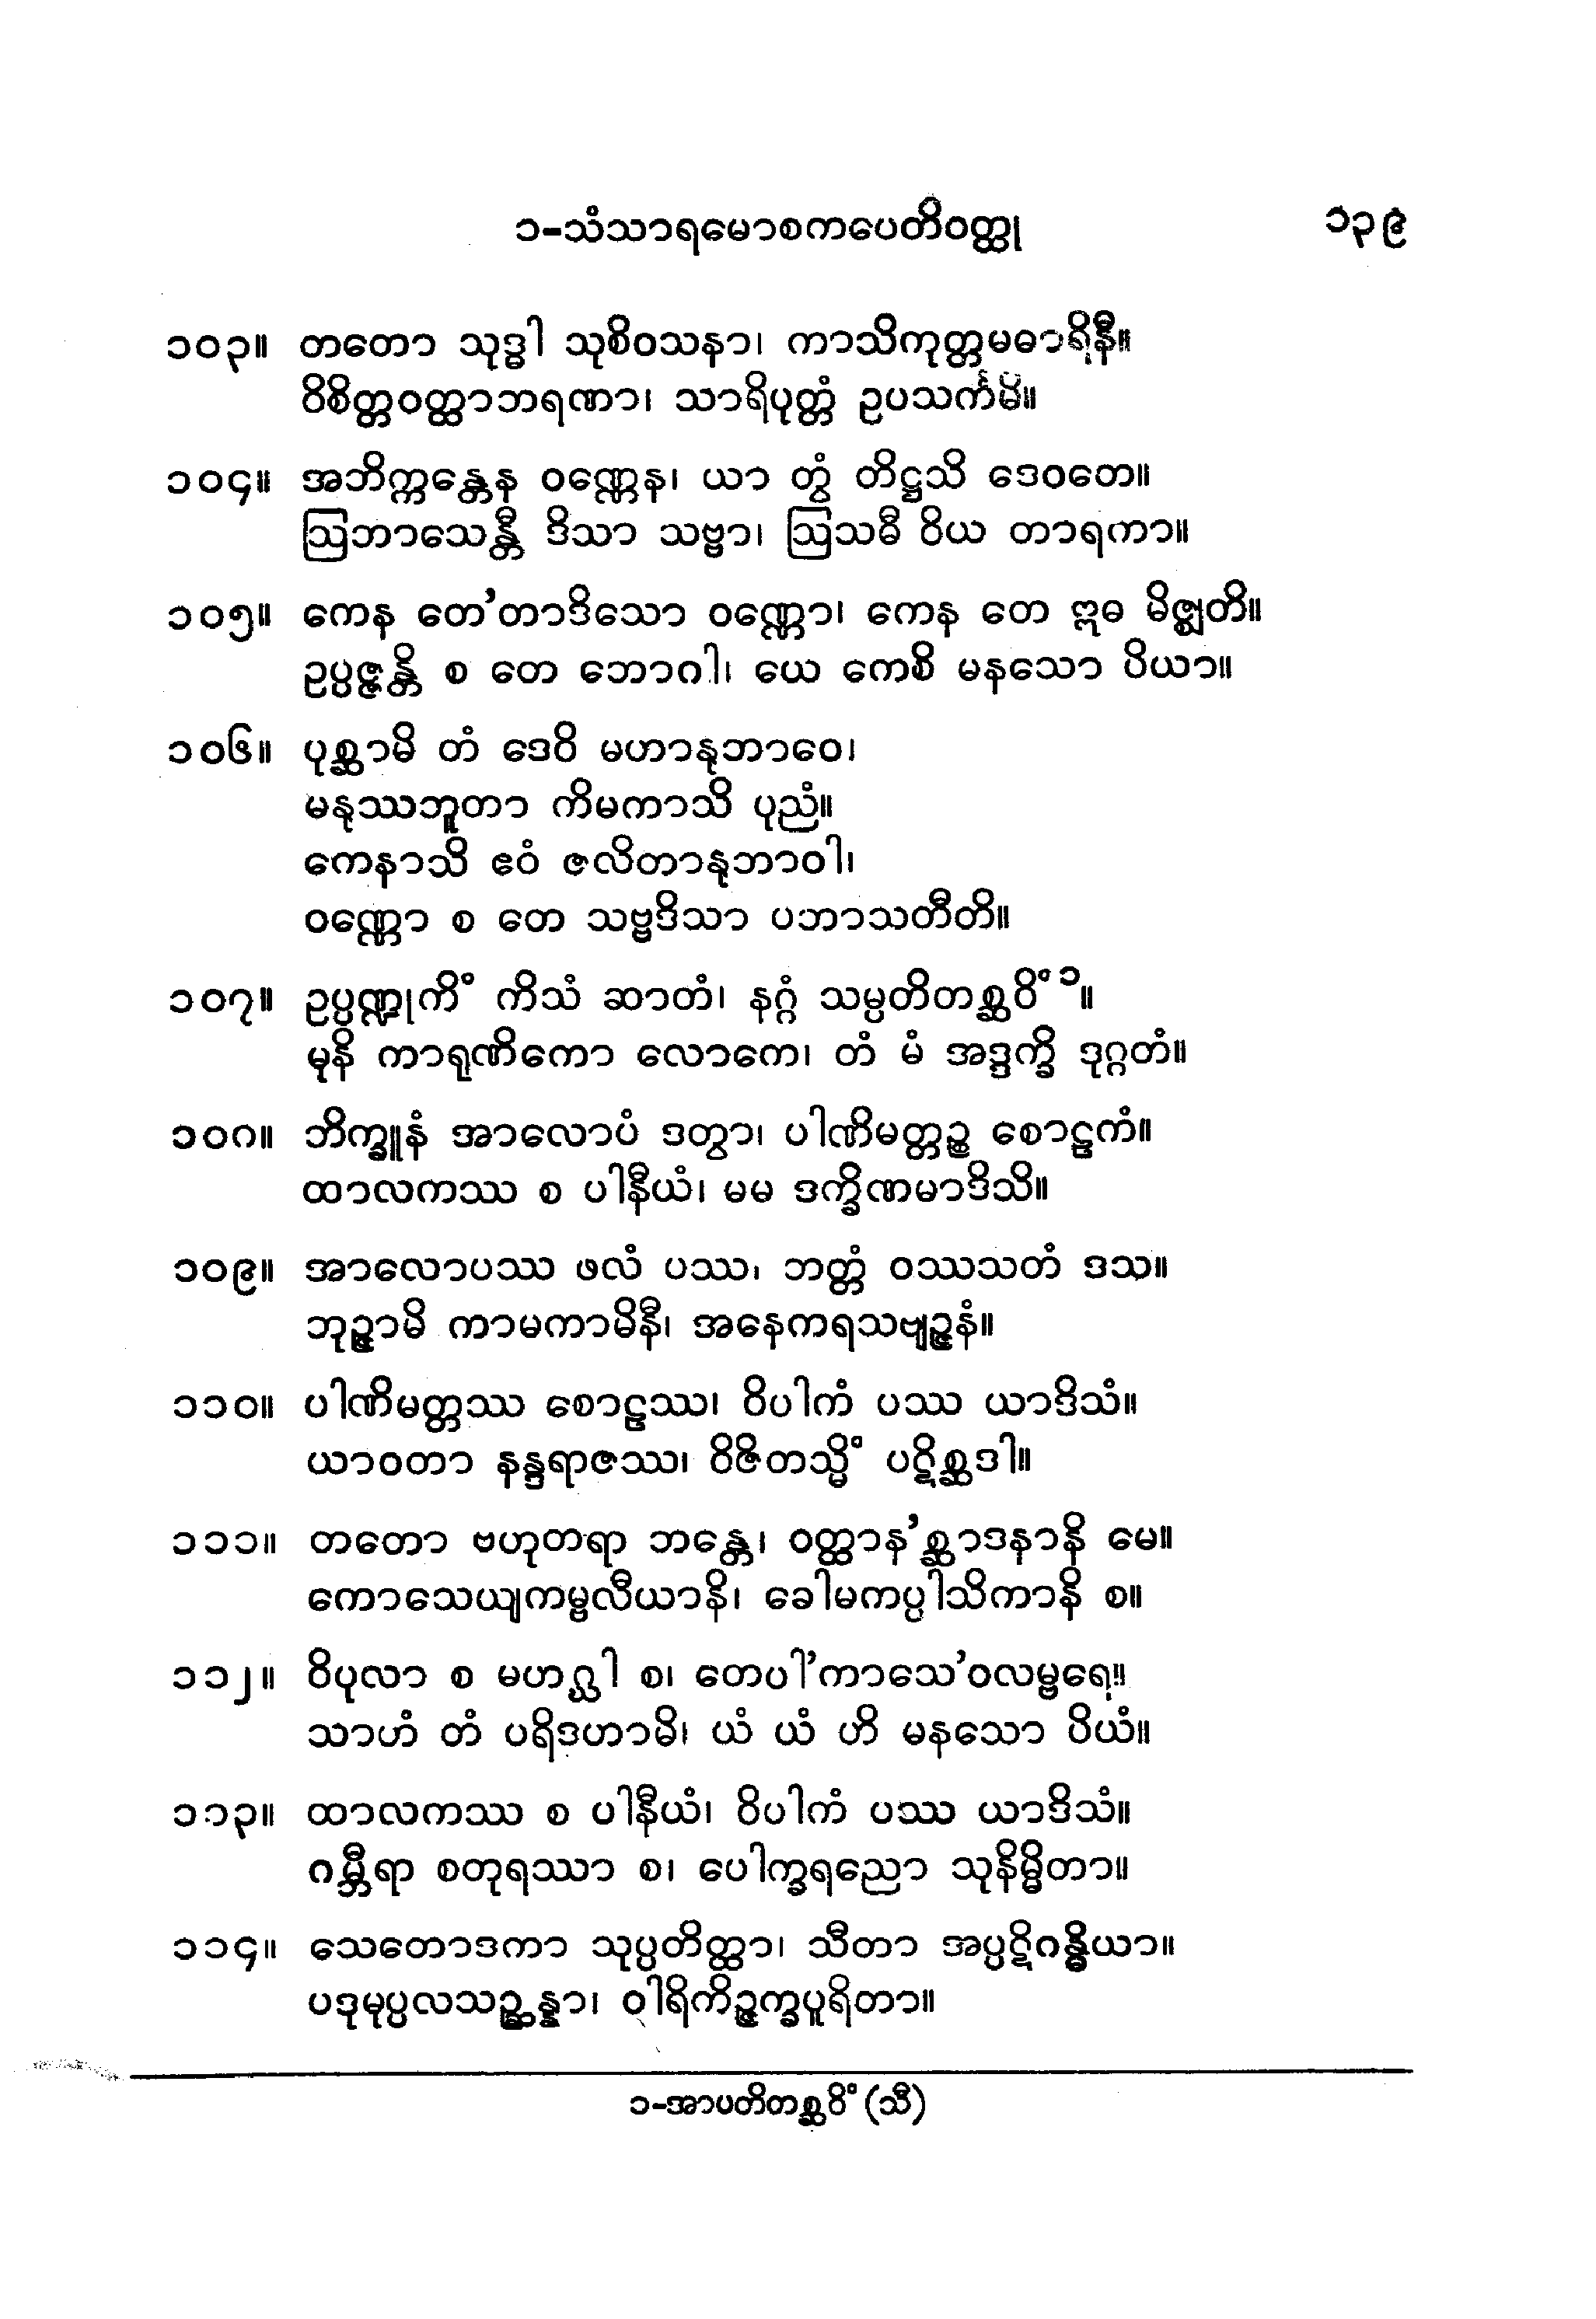 ၁-သံသာရမောစကပေတိဝတ္ထု ၁၃၉
၁၀၃။ တတော သုဒ္ဓါ သုစိဝသနာ၊ ကာသိကုတ္တမဓာရိနီ။
ဝိစိတ္တဝတ္ထာဘရဏာ၊ သာရိပုတ္တံ ဥပသင်္ကမိ။
၁၀၄။ အဘိက္ကန္တေန ဝဏ္ဏေန၊ ယာ တွံ တိဋ္ဌသိ ဒေဝတေ။
ဩဘာသေန္တီ ဒိသာ သဗ္ဗာ၊ ဩသဓီ ဝိယ တာရကာ။
၁၀၅။ ကေန တေ’တာဒိသော ဝဏ္ဏော၊ ကေန တေ ဣဓ မိဇ္ဈတိ။
ဥပ္ပဇ္ဇန္တိ စ တေ ဘောဂါ၊ ယေ ကေစိ မနသော ပိယာ။
၁၀၆။ ပုစ္ဆာမိ တံ ဒေဝိ မဟာနုဘာဝေ၊
မနုဿဘူတာ ကိမကာသိ ပုညံ။
ကေနာသိ ဧဝံ ဇလိတာနုဘာဝါ၊
ဝဏ္ဏော စ တေ သဗ္ဗဒိသာ ပဘာသတီတိ။
၁၀၇။ ဥပ္ပဏ္ဍုကိံ ကိသံ ဆာတံ၊ နဂ္ဂံ သမ္ပတိတစ္ဆဝိံ ၁။
မုနိ ကာရုဏိကော လောကေ၊ တံ မံ အဒ္ဒက္ခိ ဒုဂ္ဂတံ။
၁၀၈။ ဘိက္ခူနံ အာလောပံ ဒတွာ၊ ပါဏိမတ္တဉ္စ စောဠကံ။
ထာလကဿ စ ပါနီယံ၊ မမ ဒက္ခိဏမာဒိသိ။
၁၀၉။ အာလောပဿ ဖလံ ပဿ၊ ဘတ္တံ ဝဿသတံ ဒသ။
ဘုဉ္ဇာမိ ကာမကာမိနီ၊ အနေကရသဗျဉ္ဇနံ။
၁၁၀။ ပါဏိမတ္တဿ စောဠဿ၊ ဝိပါကံ ပဿ ယာဒိသံ။
ယာဝတာ နန္ဒရာဇဿ၊ ဝိဇိတသ္မိံ ပဋိစ္ဆဒါ။
၁၁၁။ တတော ဗဟုတရာ ဘန္တေ၊ ဝတ္ထာန’စ္ဆာဒနာနိ မေ။
ကောသေယျကမ္ဗလီယာနိ၊ ခေါမကပ္ပါသိကာနိ စ။
၁၁၂။ ဝိပုလာ စ မဟဂ္ဃါ စ၊ တေပါ’ကာသေ’ဝလမ္ဗရေ။
သာဟံ တံ ပရိဒဟာမိ၊ ယံ ယံ ဟိ မနသော ပိယံ။
၁၁၃။ ထာလကဿ စ ပါနီယံ၊ ဝိပါကံ ပဿ ယာဒိသံ။
ဂမ္ဘီရာ စတုရဿာ စ၊ ပေါက္ခရညော သုနိမ္မိတာ။
၁၁၄။ သေတောဒကာ သုပ္ပတိတ္ထာ၊ သီတာ အပ္ပဋိဂန္ဓိယာ။
ပဒုမုပ္ပလသဉ္ဆန္နာ၊ ဝါရိကိဉ္ဇက္ခပူရိတာ။
၁-အာပတိတစ္ဆဝိံ (သီ)